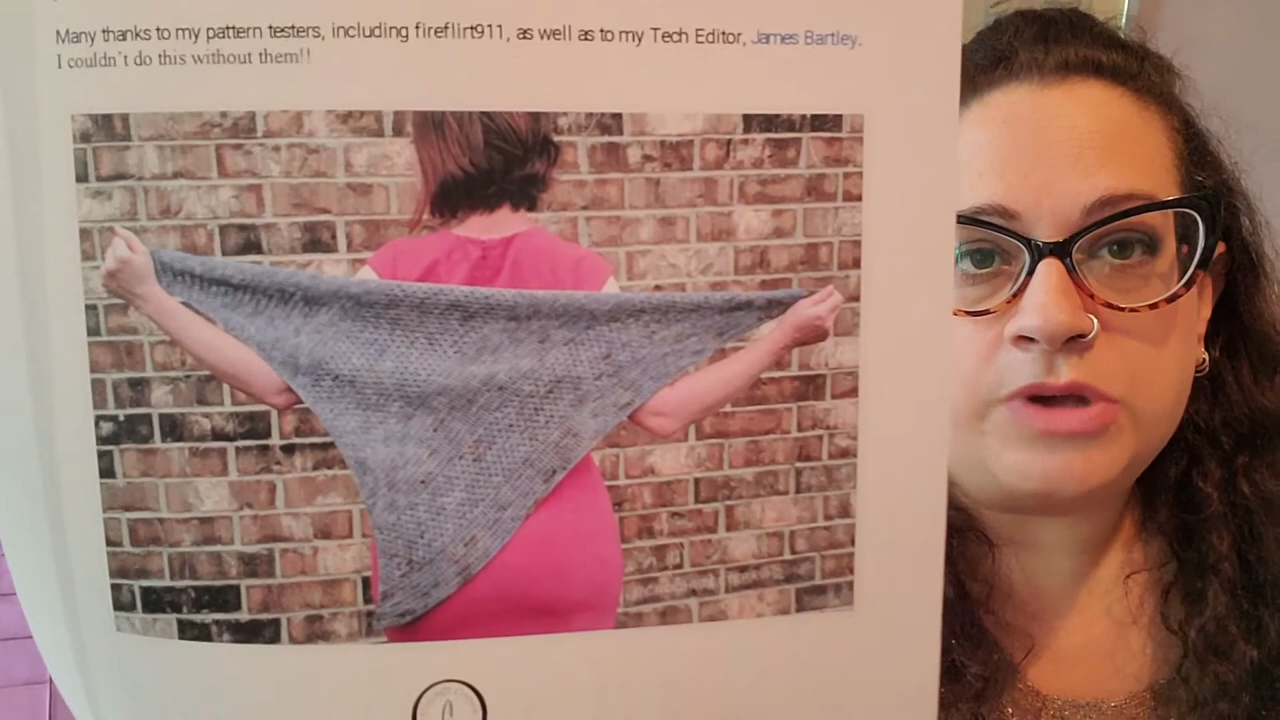 Many thanks to my pattern testers, including fireflirt911, as well as to my Tech Editor, James Bartley.
I couldn't do this without them!!